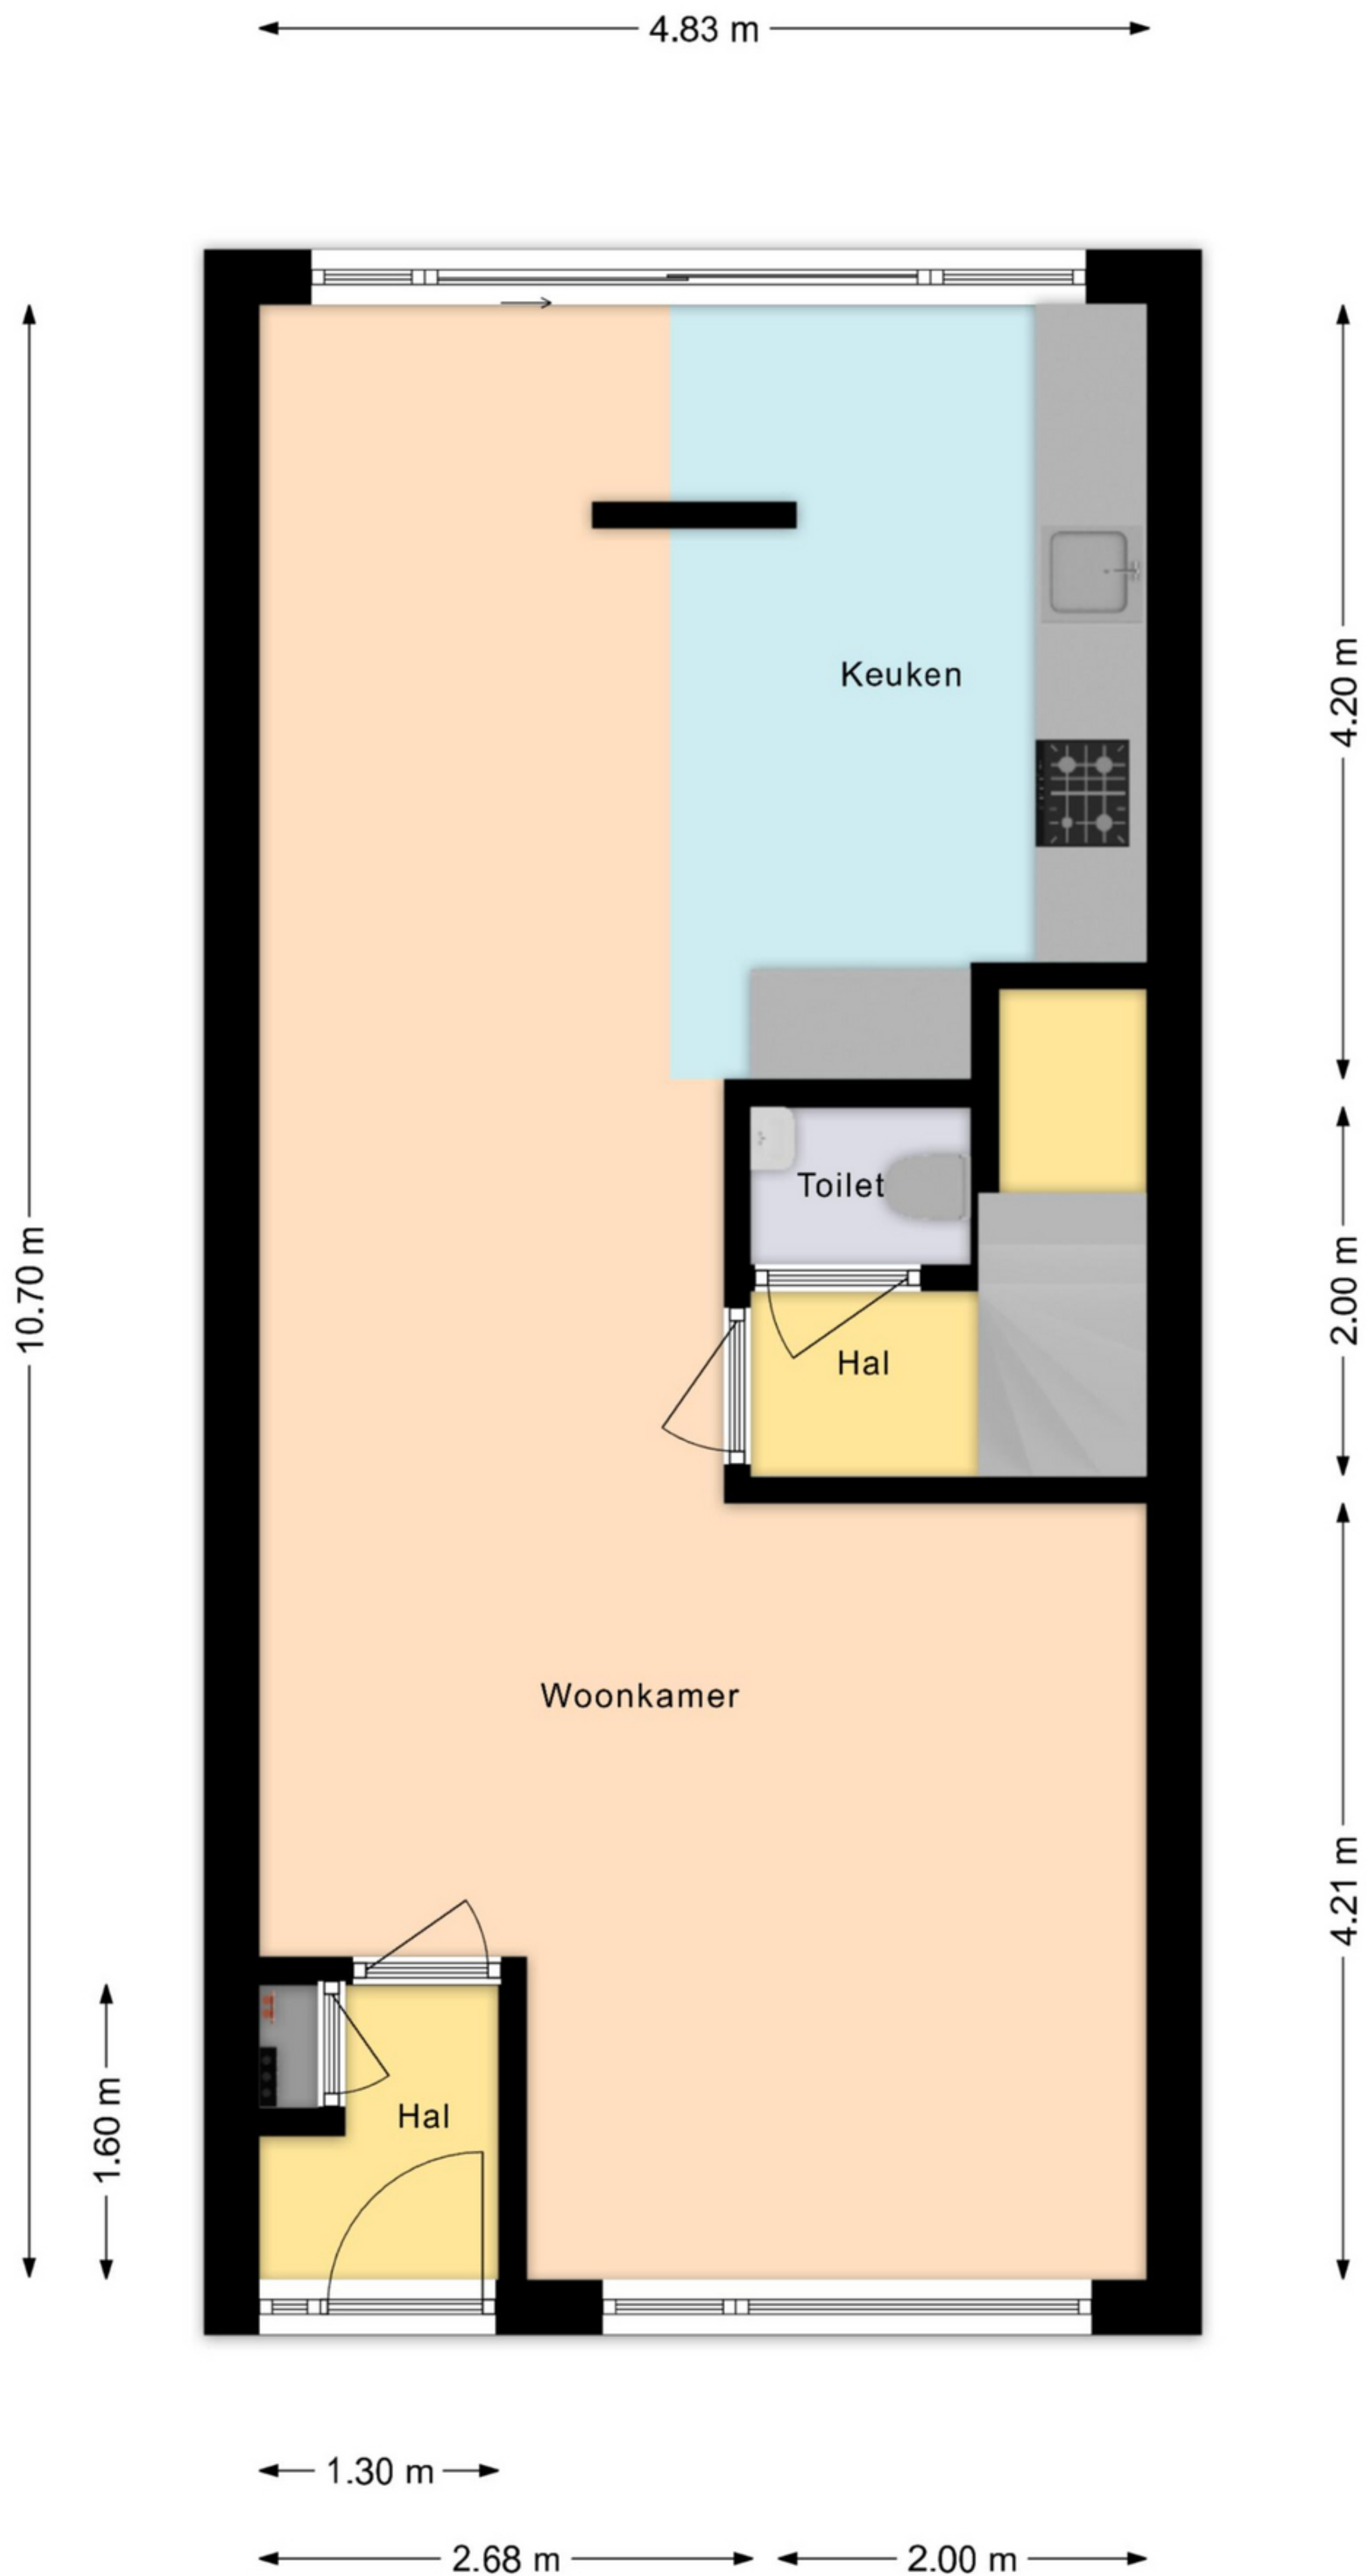 4.83 m
Keuken
4.20 m
Toilet
10.70 m
2.00 m
Hal
Woonkamer
4.21 m
1.60 m
Hal
1.30 m
2.68 m
2.00 m